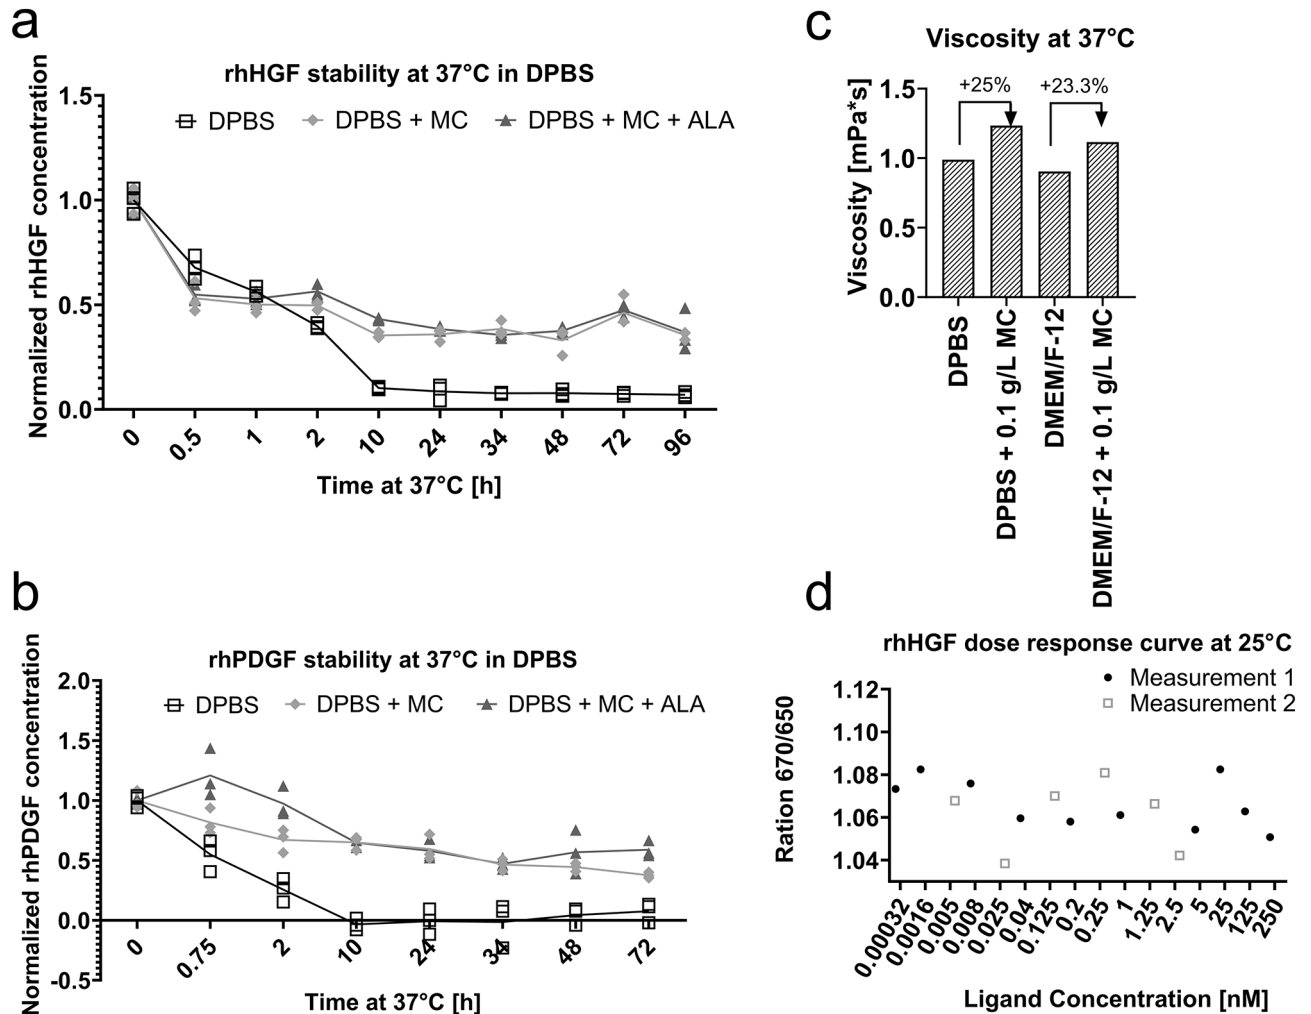 a
rhHGF stability at 37°C in DPBS
DPBS
DPBS + MC
DPBS + MC + ALA
Normalized rhHGF concentration
1.5
1.0
0.5
0.0
0
0.5
1
2
10
24
34
48
72
96
Time at 37°C [h]
b
rhPDGF stability at 37°C in DPBS
DPBS
DPBS + MC
DPBS + MC + ALA
Normalized rhPDGF concentration
2.0
1.5
1.0
0.5
0.0
-0.5
0
0.75
2
10
24
34
48
72
Time at 37°C [h]
c
Viscosity at 37°C
Viscosity [mPa*s]
1.5
1.0
0.5
0.0
+25%
+23.3%
DPBS
DPBS + 0.1 g/L MC
DMEM/F-12
DMEM/F-12 + 0.1 g/L MC
d
rhHGF dose response curve at 25°C
Measurement 1
Measurement 2
Ration 670/650
1.12
1.10
1.08
1.06
1.04
0.00032
0.0016
0.005
0.008
0.025
0.04
0.125
0.2
0.25
1
1.25
2.5
5
25
125
250
Ligand Concentration [nM]